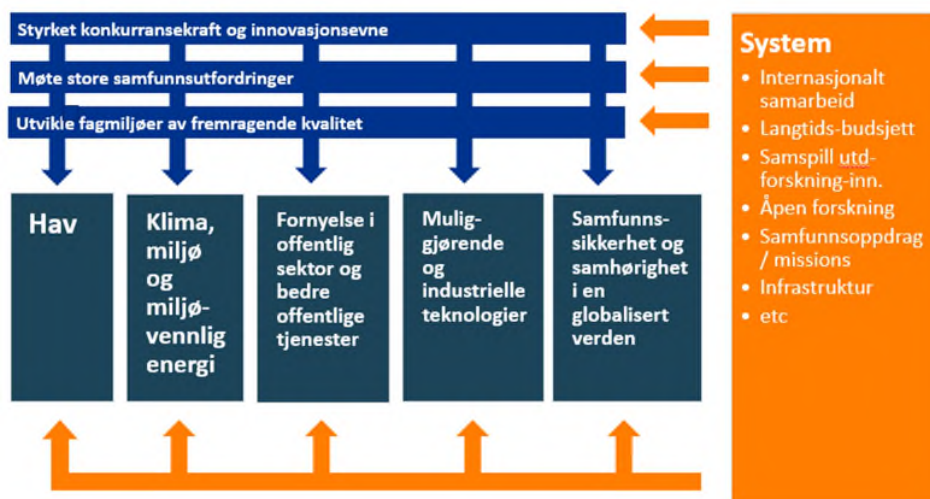 Styrket konkurransekraft og innovasjonsevne
Møte store samfunnsutfordringer
Utvikle fagmiljøer av fremragende kvalitet
Hav
Klima,
miljø
og
miljø-
vennlig
energi
Fornyelse i
offentlig
sektor og
bedre
offentlige
tjenester
Mulig-
gjørende
og
industrielle
teknologier
Samfunns-
sikkerhet og
samhørighet
i en
globalisert
verden
System
• Internasjonalt
samarbeid
• Langtids-budsjett
• Samspill utd-
forskning-inn.
• Åpen forskning
• Samfunnsoppdrag
/ missions
• Infrastruktur
• etc